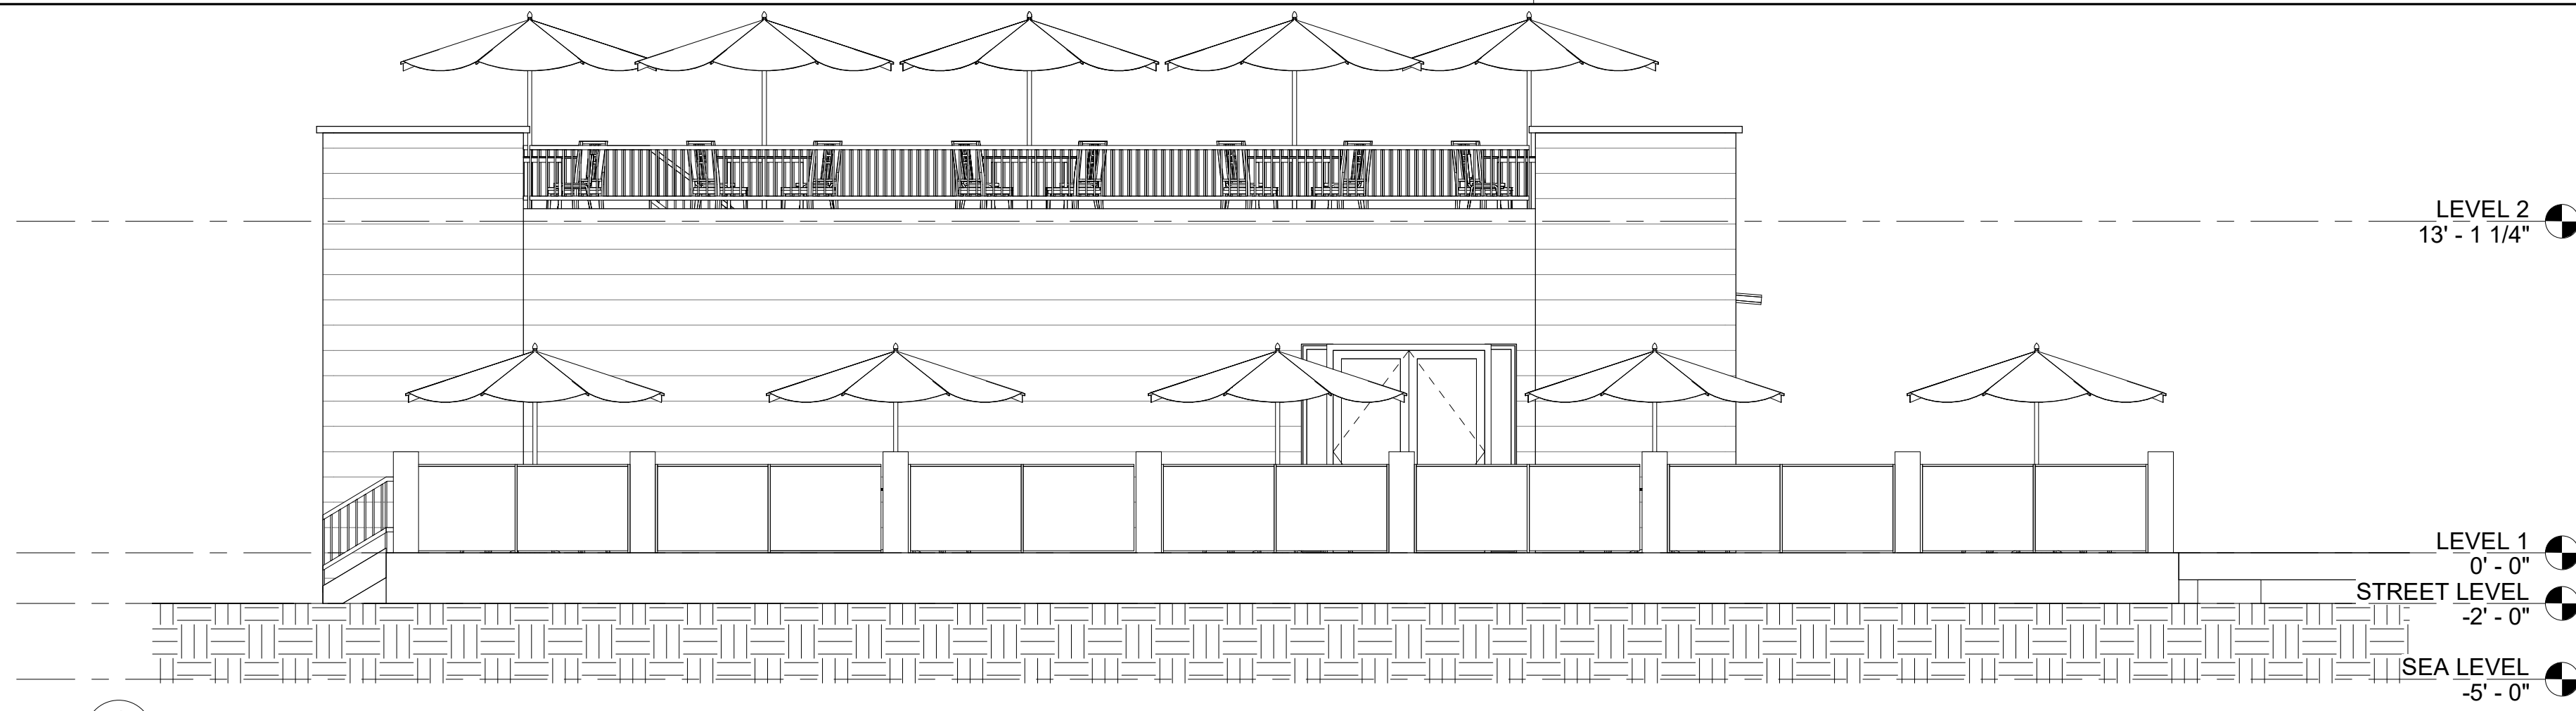 LEVEL 2
13' - 1 1/4"
LEVEL 1
0' - 0"
STREET LEVEL
-2' - 0"
SEA LEVEL
-5' - 0"